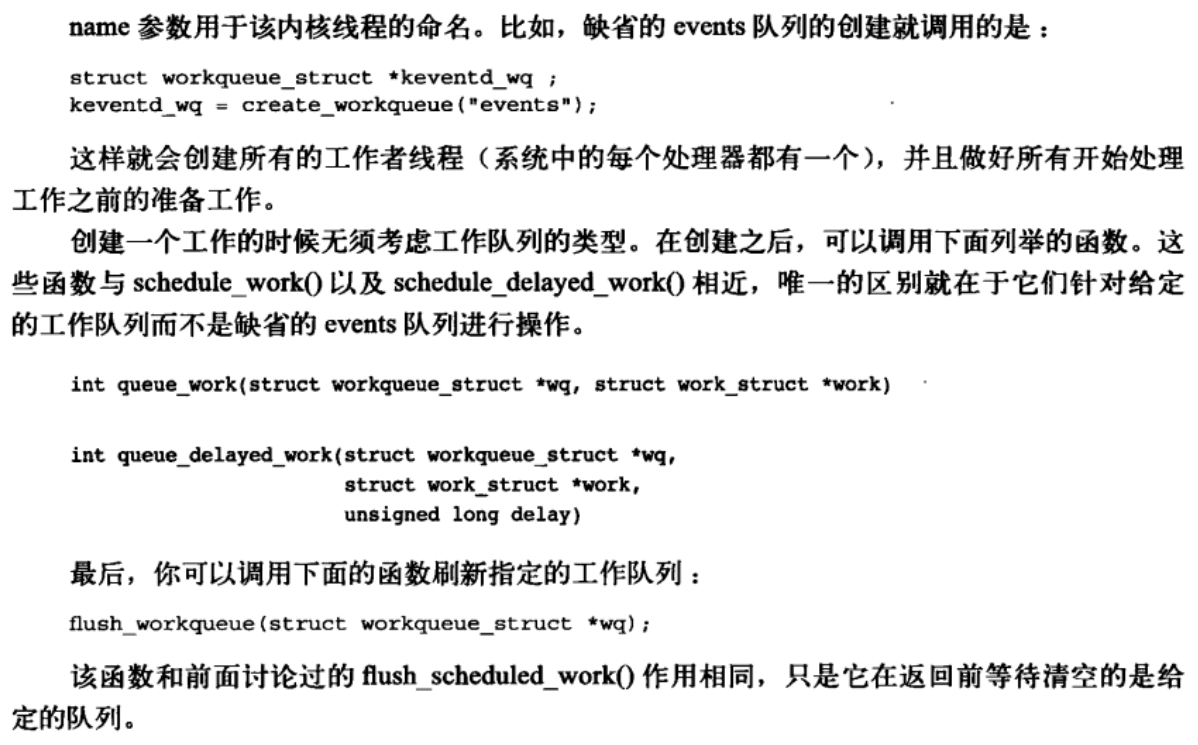 name 参数用于该内核线程的命名。比如，缺省的 events 队列的创建就调用的是：
struct workqueue_struct *keventd_wq ;
keventd_wq = create_workqueue("events");
这样就会创建所有的工作者线程（系统中的每个处理器都有一个），并且做好所有开始处理
工作之前的准备工作。
创建一个工作的时候无须考虑工作队列的类型。在创建之后，可以调用下面列举的函数。这
些函数与 schedule_work() 以及 schedule_delayed_work() 相近，唯一的区别就在于它们针对给定
的工作队列而不是缺省的 events 队列进行操作。
int queue_work(struct workqueue_struct *wq, struct work_struct *work)
int queue_delayed_work(struct workqueue_struct *wq,
struct work_struct *work,
unsigned long delay)
最后，你可以调用下面的函数刷新指定的工作队列：
flush_workqueue(struct workqueue_struct *wq);
该函数和前面讨论过的 flush_scheduled_work() 作用相同，只是它在返回前等待清空的是给
定的队列。